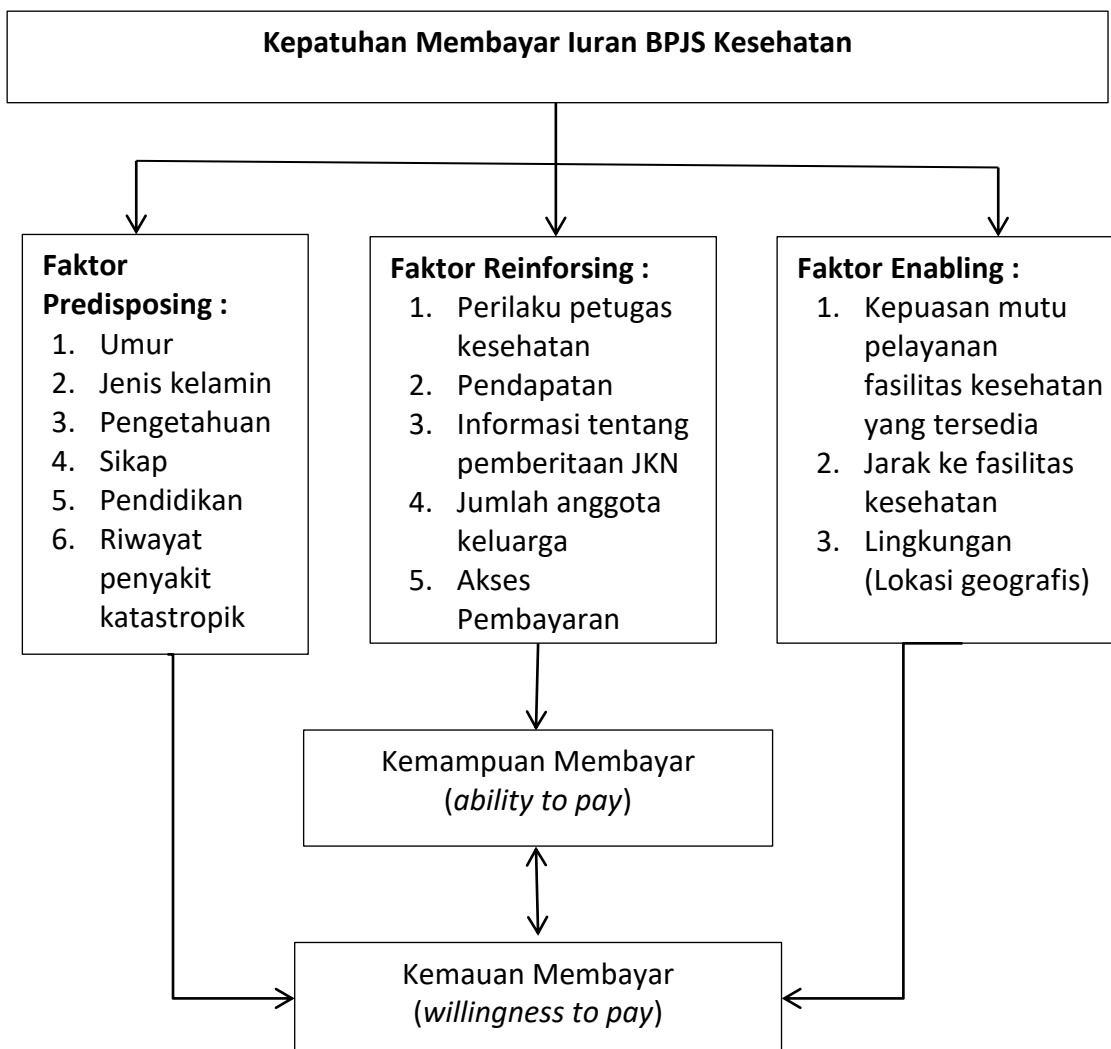 Kepatuhan Membayar Iuran BPJS Kesehatan
Faktor
Predisposing :
1. Umur
2. Jenis kelamin
3. Pengetahuan
4. Sikap
5. Pendidikan
6. Riwayat
penyakit
katastropik
Faktor Reinforsing :
1. Perilaku petugas
kesehatan
2. Pendapatan
3. Informasi tentang
pemberitaan JKN
4. Jumlah anggota
keluarga
5. Akses
Pembayaran
Faktor Enabling :
1. Kepuasan mutu
pelayanan
fasilitas kesehatan
yang tersedia
2. Jarak ke fasilitas
kesehatan
3. Lingkungan
(Lokasi geografis)
Kemampuan Membayar
(ability to pay)
Kemauan Membayar
(willingness to pay)